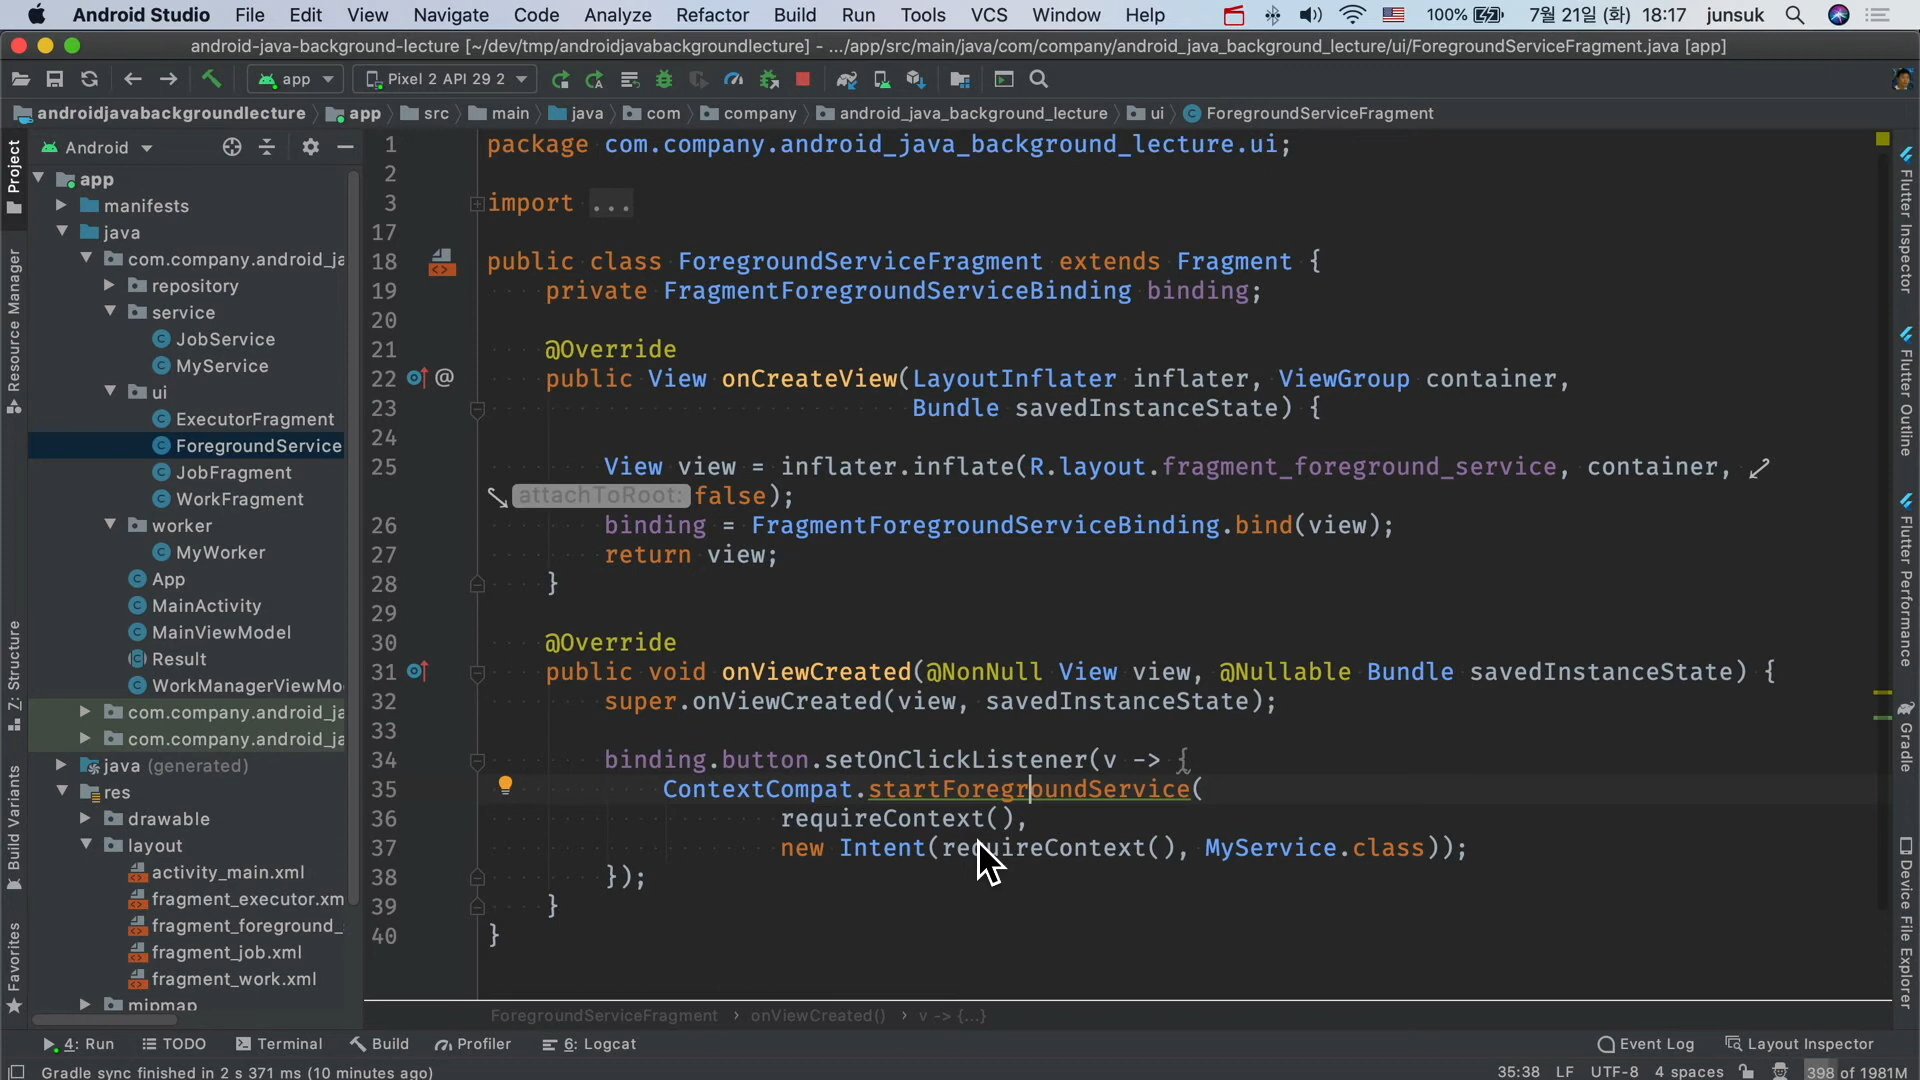 Android Studio File Edit View Navigate Code Analyze Refactor Build Run Tools VCS Window Help 100% 7월 21일 (화) 18:17 junsuk
android-java-background-lecture [~/dev/tmp/androidjavabackgroundlecture] – .../app/src/main/java/com/company/android_java_background_lecture/ui/ForegroundServiceFragment.java [app]
app Pixel 2 API 29 2
androidjavabackgroundlecture app src main java com company android_java_background_lecture ui ForegroundServiceFragment
Project
Resource Manager
Z: Structure
Build Variants
Favorites
Android
app
manifests
java
com.company.android_ja
repository
service
JobService
MyService
ui
ExecutorFragment
ForegroundService
JobFragment
WorkFragment
worker
MyWorker
App
MainActivity
MainViewModel
Result
WorkManagerViewMo
com.company.android_ja
com.company.android_ja
java (generated)
res
drawable
layout
activity_main.xml
fragment_executor.xm
fragment_foreground_
fragment_job.xml
fragment_work.xml
mipmap
1 package com.company.android_java_background_lecture.ui;
2
3 import ...
17
18 public class ForegroundServiceFragment extends Fragment {
19 private FragmentForegroundServiceBinding binding;
20
21 @Override
22 @ public View onCreateView(LayoutInflater inflater, ViewGroup container,
23 Bundle savedInstanceState) {
24
25 View view = inflater.inflate(R.layout.fragment_foreground_service, container,
attachToRoot: false);
26 binding = FragmentForegroundServiceBinding.bind(view);
27 return view;
28 }
29
30 @Override
31 public void onViewCreated(@NonNull View view, @Nullable Bundle savedInstanceState) {
32 super.onViewCreated(view, savedInstanceState);
33
34 binding.button.setOnClickListener(v -> {
35 ContextCompat.startForegroundService(
36 requireContext(),
37 new Intent(requireContext(), MyService.class));
38 });
39 }
40 }
ForegroundServiceFragment › onViewCreated() › v -> {...}
Flutter Inspector
Flutter Outline
Flutter Performance
Gradle
Device File Explorer
4: Run TODO Terminal Build Profiler 6: Logcat Event Log Layout Inspector
Gradle sync finished in 2 s 371 ms (10 minutes ago) 35:38 LF UTF-8 4 spaces 398 of 1981M